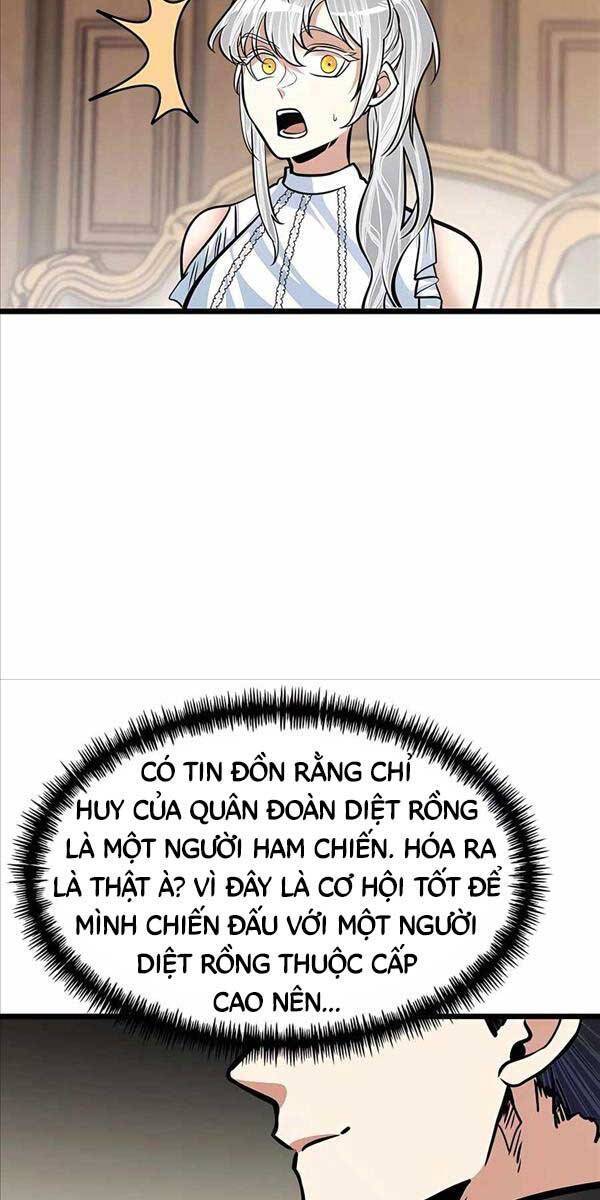 CÓ TIN ĐỒN RẰNG CHỈ
HUY CỦA QUÂN ĐOÀN DIỆT RỒNG
LÀ MỘT NGƯỜI HAM CHIẾN. HÓA RA
LÀ THẬT À? VÌ ĐÂY LÀ CƠ HỘI TỐT ĐỂ
MÌNH CHIẾN ĐẤU VỚI MỘT NGƯỜI
DIỆT RỒNG THUỘC CẤP
CAO NÊN...